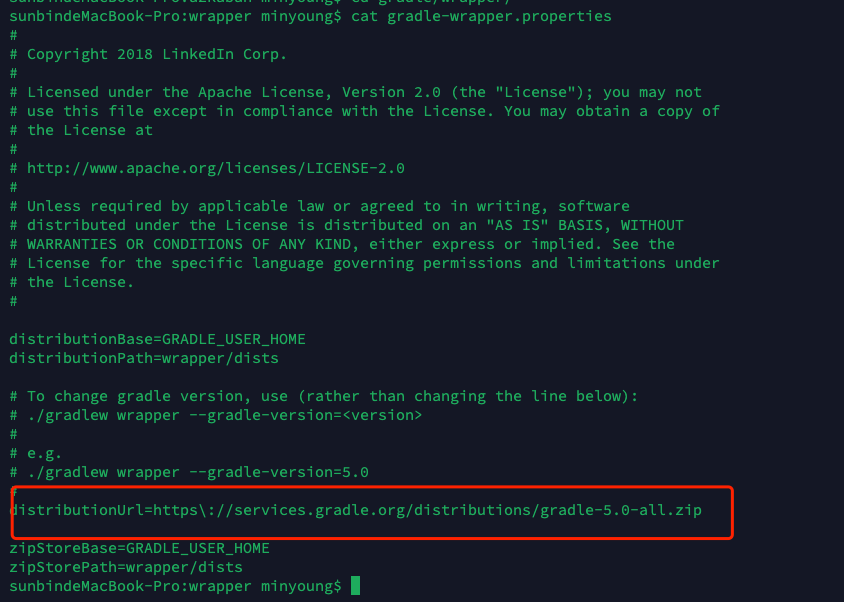 sunbindeMacBook-Pro:wrapper minyoung$ cat gradle-wrapper.properties
#
# Copyright 2018 LinkedIn Corp.
#
# Licensed under the Apache License, Version 2.0 (the "License"); you may not
# use this file except in compliance with the License. You may obtain a copy of
# the License at
#
# http://www.apache.org/licenses/LICENSE-2.0
#
# Unless required by applicable law or agreed to in writing, software
# distributed under the License is distributed on an "AS IS" BASIS, WITHOUT
# WARRANTIES OR CONDITIONS OF ANY KIND, either express or implied. See the
# License for the specific language governing permissions and limitations under
# the License.
#
distributionBase=GRADLE_USER_HOME
distributionPath=wrapper/dists
# To change gradle version, use (rather than changing the line below):
# ./gradlew wrapper --gradle-version=<version>
#
# e.g.
# ./gradlew wrapper --gradle-version=5.0
#
distributionUrl=https\://services.gradle.org/distributions/gradle-5.0-all.zip
zipStoreBase=GRADLE_USER_HOME
zipStorePath=wrapper/dists
sunbindeMacBook-Pro:wrapper minyoung$